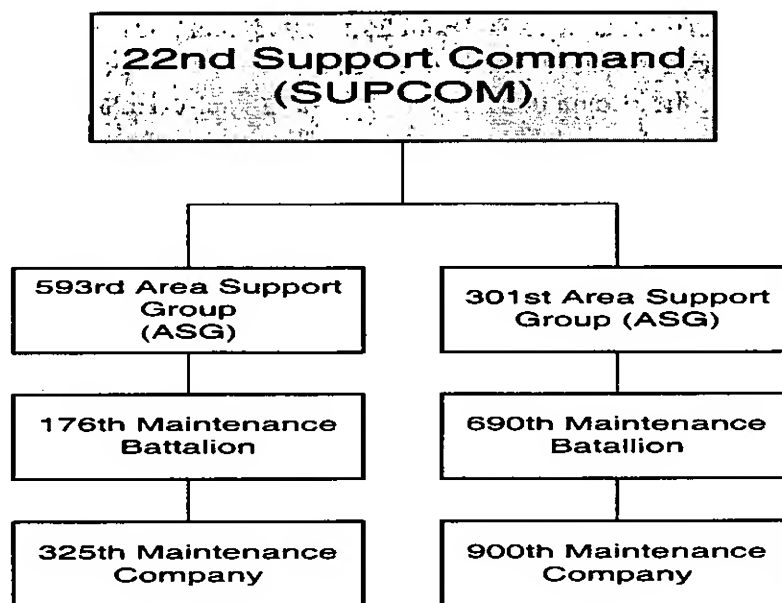 22nd Support Command
(SUPCOM)
593rd Area Support
Group
(ASG)
301st Area Support
Group (ASG)
176th Maintenance
Battalion
690th Maintenance
Batallion
325th Maintenance
Company
900th Maintenance
Company